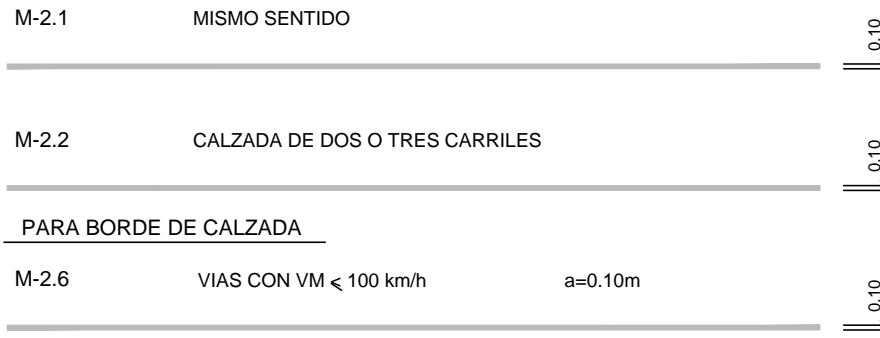 M-2.1 MISMO SENTIDO 0.10
M-2.2 CALZADA DE DOS O TRES CARRILES 0.10
PARA BORDE DE CALZADA
M-2.6 VIAS CON VM ⩽ 100 km/h a=0.10m 0.10